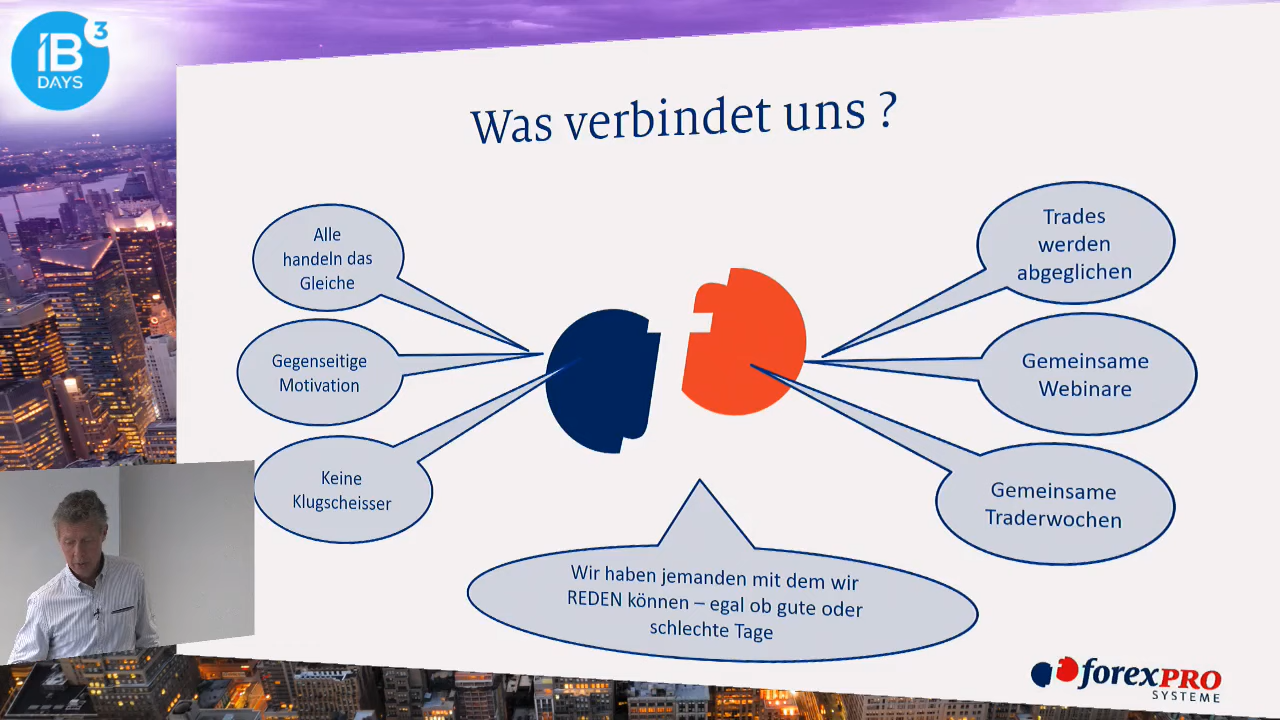 iB 3
DAYS
Was verbindet uns ?
Alle
handeln das
Gleiche
Gegenseitige
Motivation
Keine
Klugscheisser
Trades
werden
abgeglichen
Gemeinsame
Webinare
Gemeinsame
Traderwochen
Wir haben jemanden mit dem wir
REDEN können – egal ob gute oder
schlechte Tage
forexPRO
SYSTEME